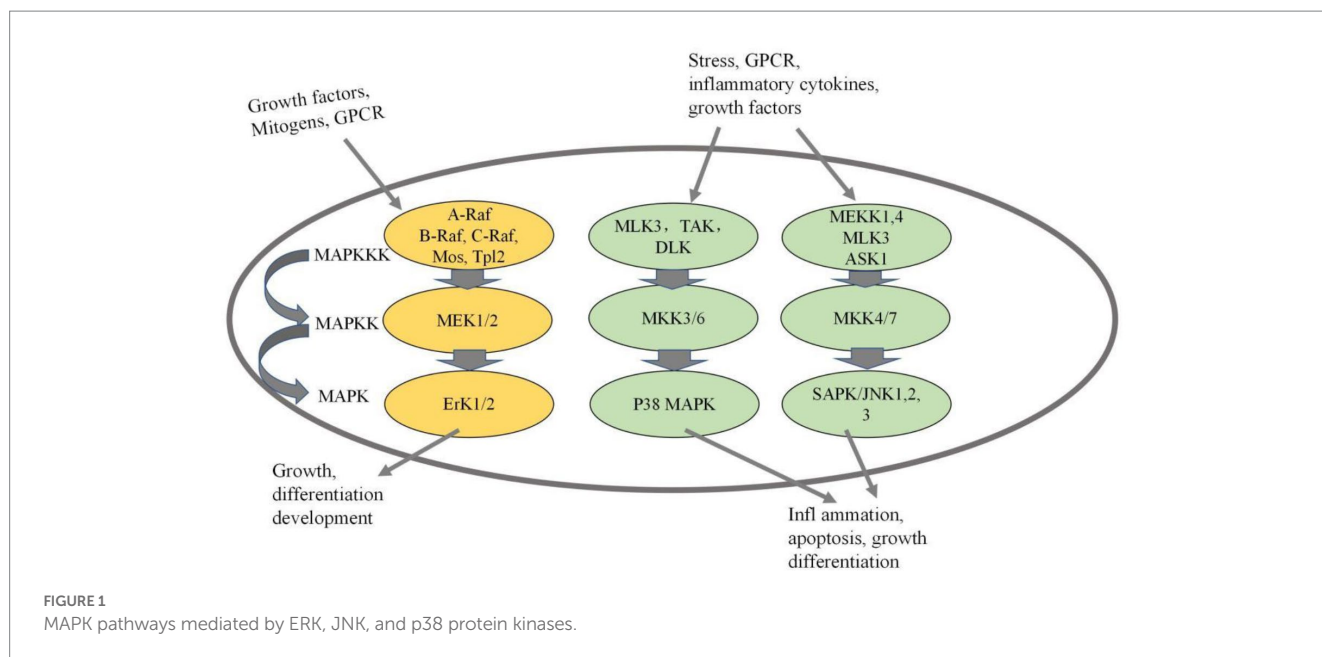 Growth factors,
Mitogens, GPCR
Stress, GPCR,
inflammatory cytokines,
growth factors
MAPKKK
A-Raf
B-Raf, C-Raf,
Mos, Tpl2
MLK3，TAK，
DLK
MEKK1,4
MLK3
ASK1
MAPKK
MEK1/2
MKK3/6
MKK4/7
MAPK
ErK1/2
P38 MAPK
SAPK/JNK1,2,
3
Growth,
differentiation
development
Infl ammation,
apoptosis, growth
differentiation
FIGURE 1
MAPK pathways mediated by ERK, JNK, and p38 protein kinases.